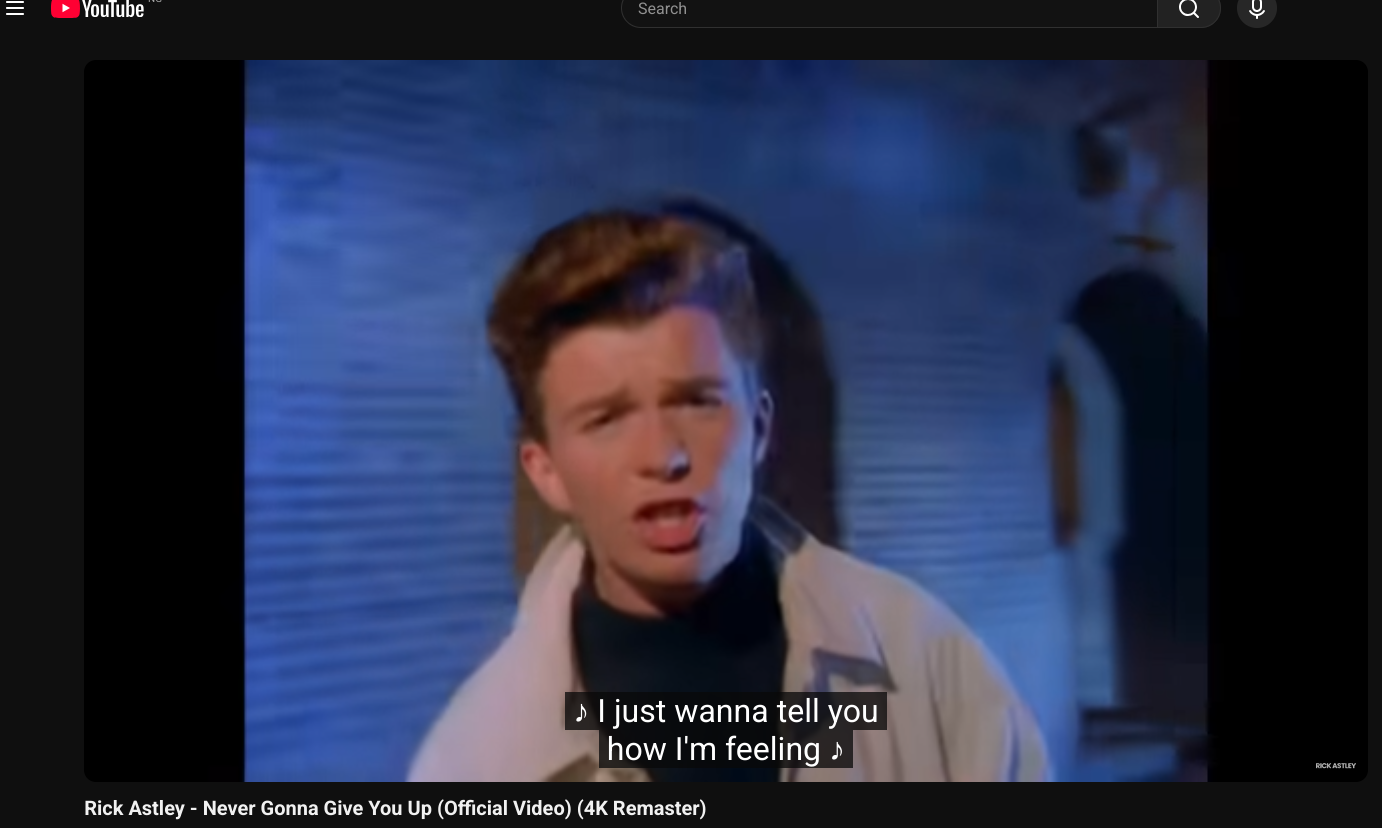 YouTube
Search
♪ I just wanna tell you
how I'm feeling ♪
RICK ASTLEY
Rick Astley - Never Gonna Give You Up (Official Video) (4K Remaster)